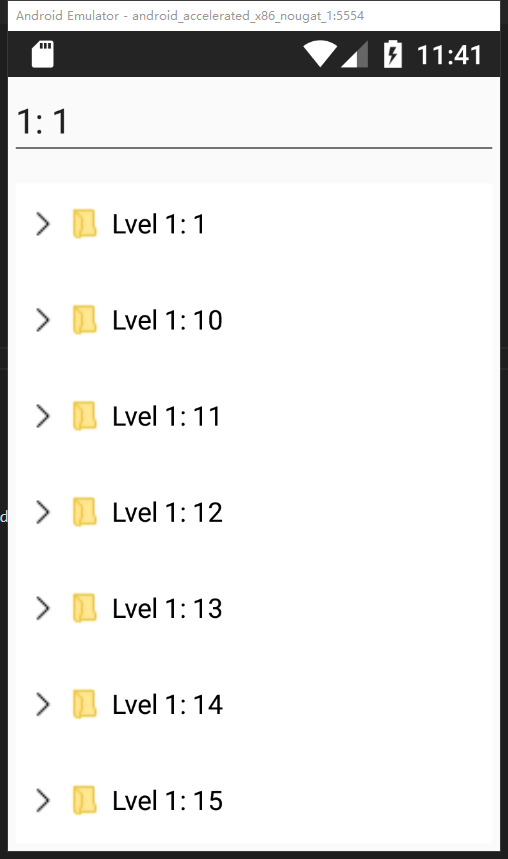 Android Emulator - android_accelerated_x86_nougat_1:5554
11:41
1: 1
Lvel 1: 1
Lvel 1: 10
Lvel 1: 11
Lvel 1: 12
d
Lvel 1: 13
Lvel 1: 14
Lvel 1: 15